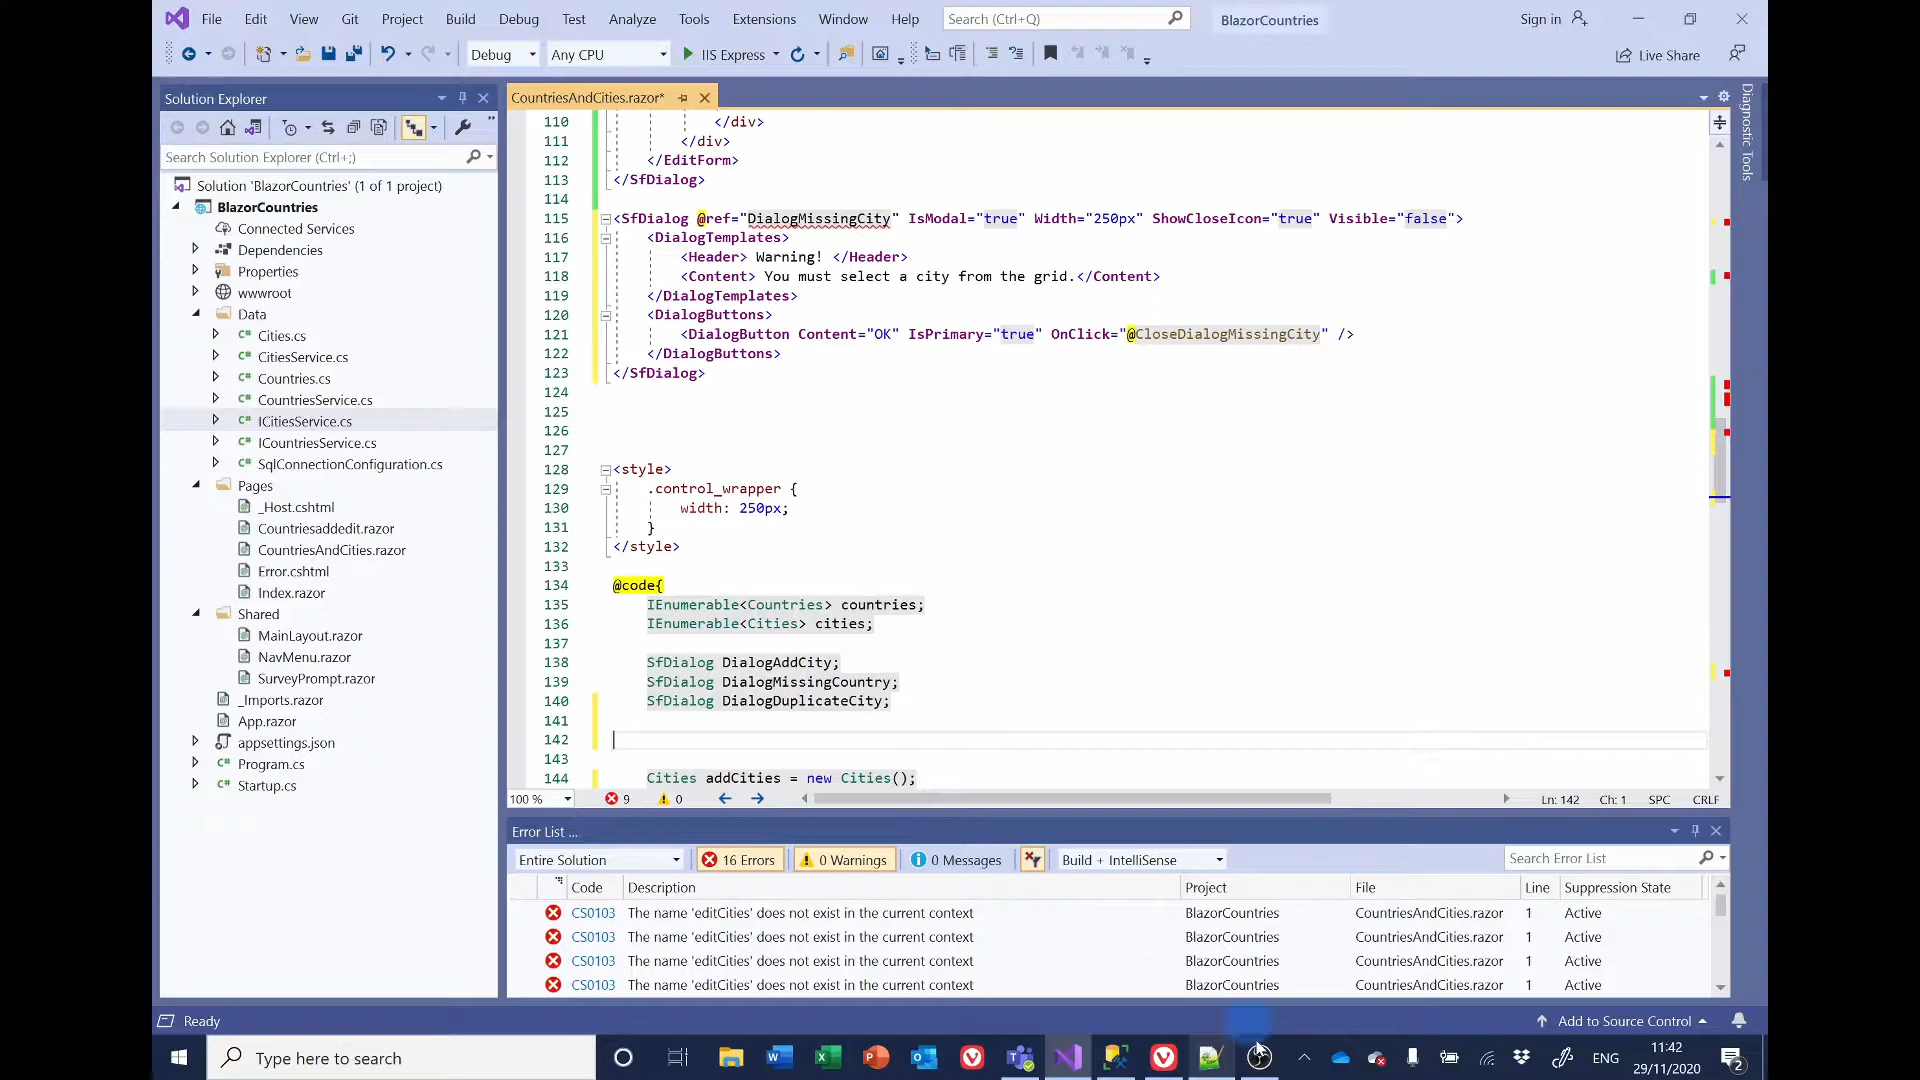 File Edit View Git Project Build Debug Test Analyze Tools Extensions Window Help Search (Ctrl+Q) BlazorCountries Sign in
Debug Any CPU IIS Express Live Share
Solution Explorer
Search Solution Explorer (Ctrl+;)
Solution 'BlazorCountries' (1 of 1 project)
BlazorCountries
Connected Services
Dependencies
Properties
wwwroot
Data
C# Cities.cs
C# CitiesService.cs
C# Countries.cs
C# CountriesService.cs
C# ICitiesService.cs
C# ICountriesService.cs
C# SqlConnectionConfiguration.cs
Pages
_Host.cshtml
Countriesaddedit.razor
CountriesAndCities.razor
Error.cshtml
Index.razor
Shared
MainLayout.razor
NavMenu.razor
SurveyPrompt.razor
_Imports.razor
App.razor
appsettings.json
C# Program.cs
C# Startup.cs
CountriesAndCities.razor*
110 </div>
111 </div>
112 </EditForm>
113 </SfDialog>
114
115 <SfDialog @ref="DialogMissingCity" IsModal="true" Width="250px" ShowCloseIcon="true" Visible="false">
116 <DialogTemplates>
117 <Header> Warning! </Header>
118 <Content> You must select a city from the grid.</Content>
119 </DialogTemplates>
120 <DialogButtons>
121 <DialogButton Content="OK" IsPrimary="true" OnClick="@CloseDialogMissingCity" />
122 </DialogButtons>
123 </SfDialog>
124
125
126
127
128 <style>
129 .control_wrapper {
130 width: 250px;
131 }
132 </style>
133
134 @code{
135 IEnumerable<Countries> countries;
136 IEnumerable<Cities> cities;
137
138 SfDialog DialogAddCity;
139 SfDialog DialogMissingCountry;
140 SfDialog DialogDuplicateCity;
141
142
143
144 Cities addCities = new Cities();
100 % 9 0 Ln: 142 Ch: 1 SPC CRLF
Diagnostic Tools
Error List ...
Entire Solution 16 Errors 0 Warnings 0 Messages Build + IntelliSense Search Error List
Code Description Project File Line Suppression State
CS0103 The name 'editCities' does not exist in the current context BlazorCountries CountriesAndCities.razor 1 Active
CS0103 The name 'editCities' does not exist in the current context BlazorCountries CountriesAndCities.razor 1 Active
CS0103 The name 'editCities' does not exist in the current context BlazorCountries CountriesAndCities.razor 1 Active
CS0103 The name 'editCities' does not exist in the current context BlazorCountries CountriesAndCities.razor 1 Active
Ready Add to Source Control
Type here to search ENG 11:42
29/11/2020 2